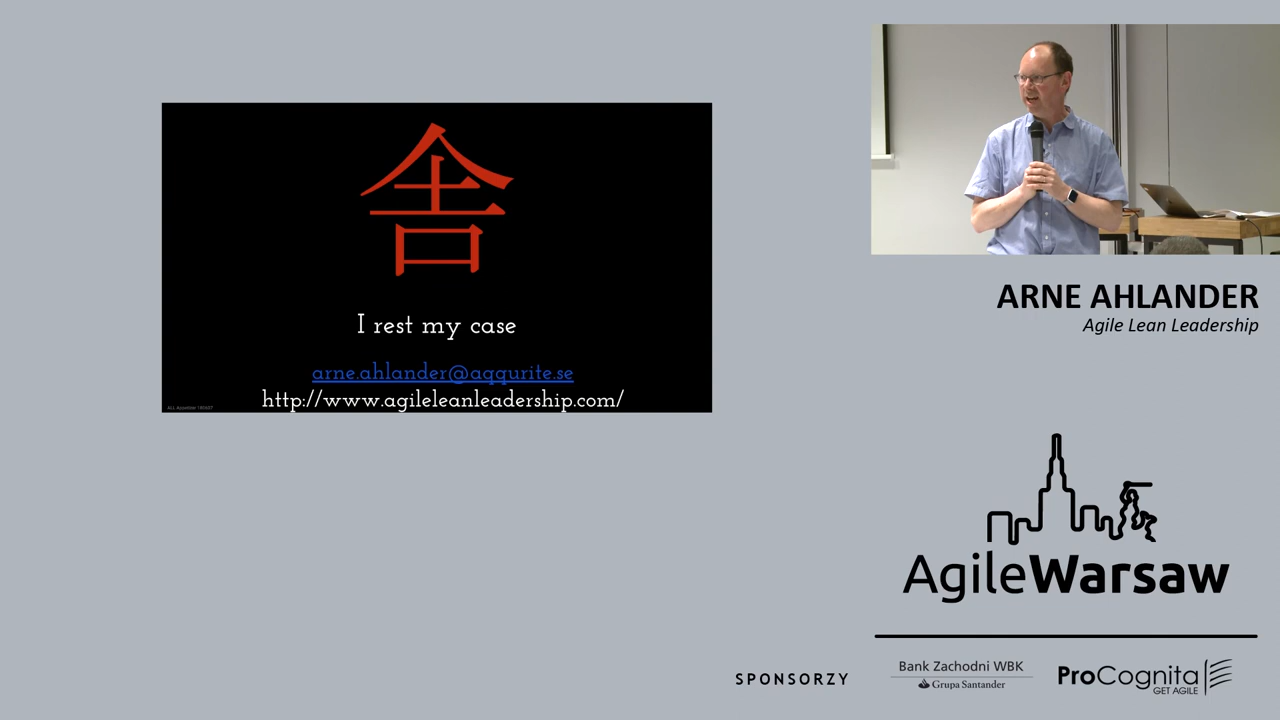 舍
I rest my case
arne.ahlander@aqqurite.se
http://www.agileleanleadership.com/
ARNE AHLANDER
Agile Lean Leadership
AgileWarsaw
SPONSORZY
Bank Zachodni WBK
Grupa Santander
ProCognita
GET AGILE